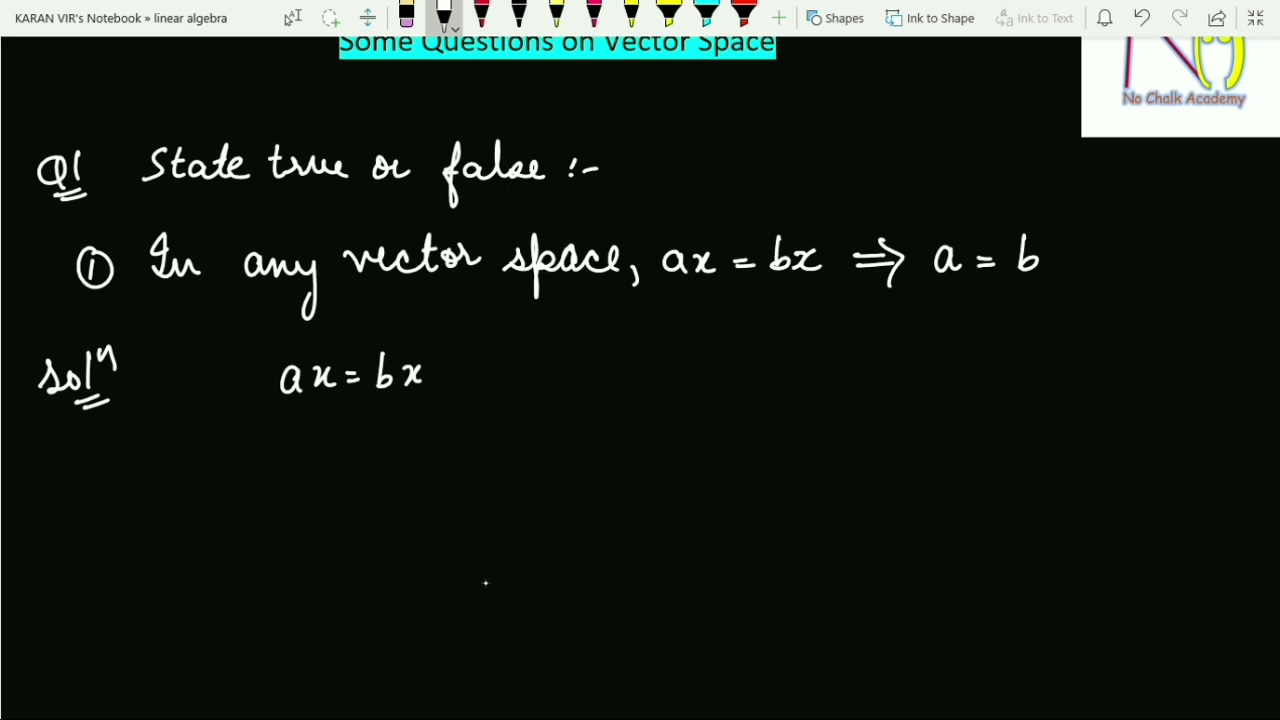 KARAN VIR's Notebook » linear algebra
Shapes
Ink to Shape
Ink to Text
Some Questions on Vector Space
No Chalk Academy
Q1 State true or false :-
① In any vector space, ax = bx ⇒ a = b
Solⁿ ax = bx